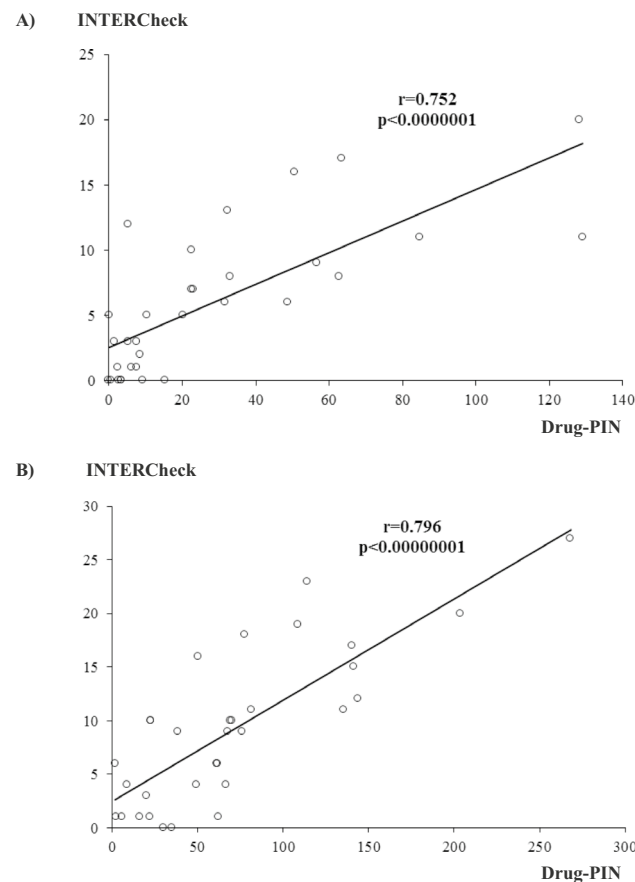 A) INTERCheck
25
r=0.752
p<0.0000001
20
15
10
5
0
0 20 40 60 80 100 120 140
Drug-PIN
B) INTERCheck
30
r=0.796
p<0.00000001
25
20
15
10
5
0
0 50 100 150 200 250 300
Drug-PIN